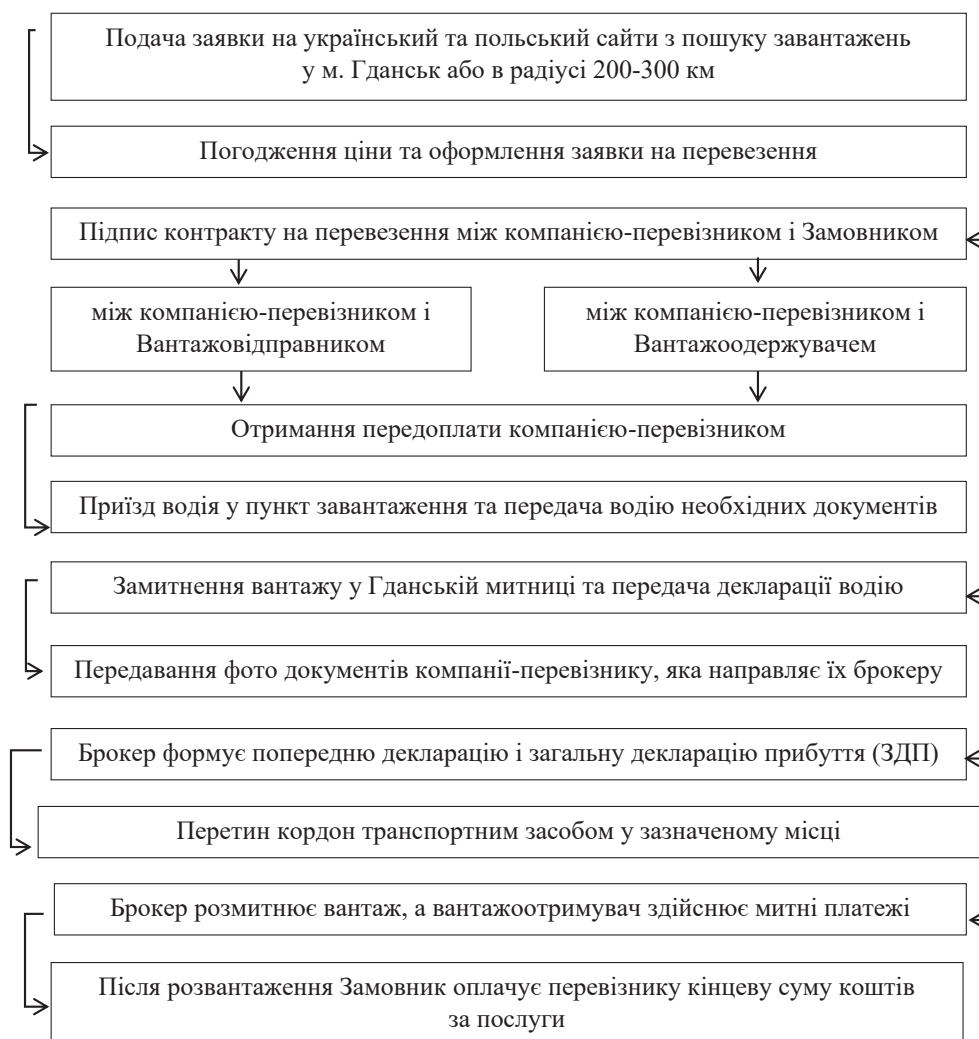 Подача заявки на український та польський сайти з пошуку завантажень
у м. Гданськ або в радіусі 200-300 км
Погодження ціни та оформлення заявки на перевезення
Підпис контракту на перевезення між компанією-перевізником і Замовником
між компанією-перевізником і
Вантажовідправником
між компанією-перевізником і
Вантажоодержувачем
Отримання передоплати компанією-перевізником
Приїзд водія у пункт завантаження та передача водію необхідних документів
Замитнення вантажу у Гданській митниці та передача декларації водію
Передавання фото документів компанії-перевізнику, яка направляє їх брокеру
Брокер формує попередню декларацію і загальну декларацію прибуття (ЗДП)
Перетин кордон транспортним засобом у зазначеному місці
Брокер розмитнює вантаж, а вантажоотримувач здійснює митні платежі
Після розвантаження Замовник оплачує перевізнику кінцеву суму коштів
за послуги